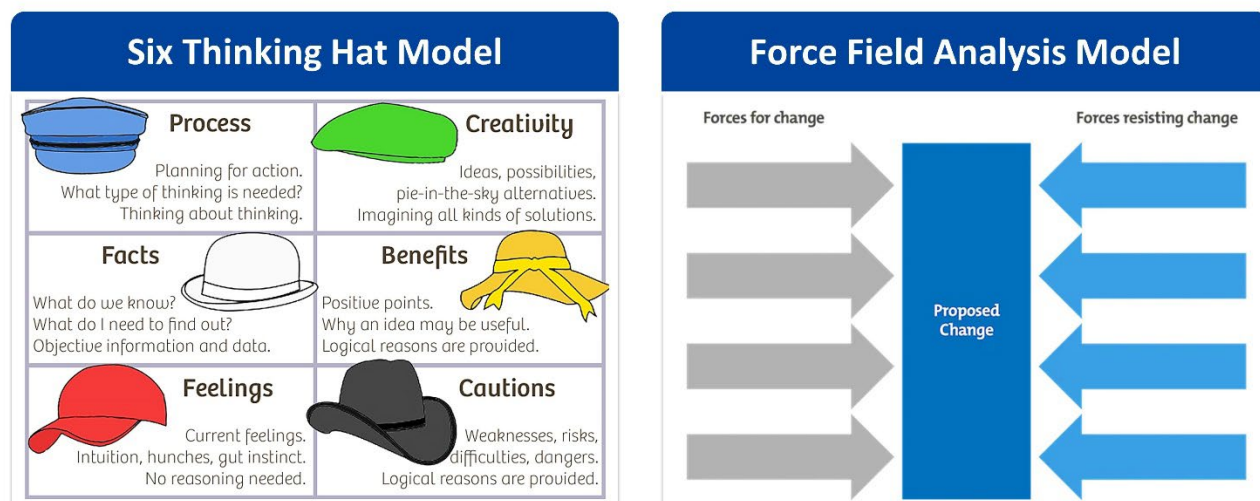 Six Thinking Hat Model
Process
Planning for action.
What type of thinking is needed?
Thinking about thinking.
Creativity
Ideas, possibilities,
pie-in-the-sky alternatives.
Imagining all kinds of solutions.
Facts
What do we know?
What do I need to find out?
Objective information and data.
Benefits
Positive points.
Why an idea may be useful.
Logical reasons are provided.
Feelings
Current feelings.
Intuition, hunches, gut instinct.
No reasoning needed.
Cautions
Weaknesses, risks,
difficulties, dangers.
Logical reasons are provided.
Force Field Analysis Model
Forces for change
Forces resisting change
Proposed
Change